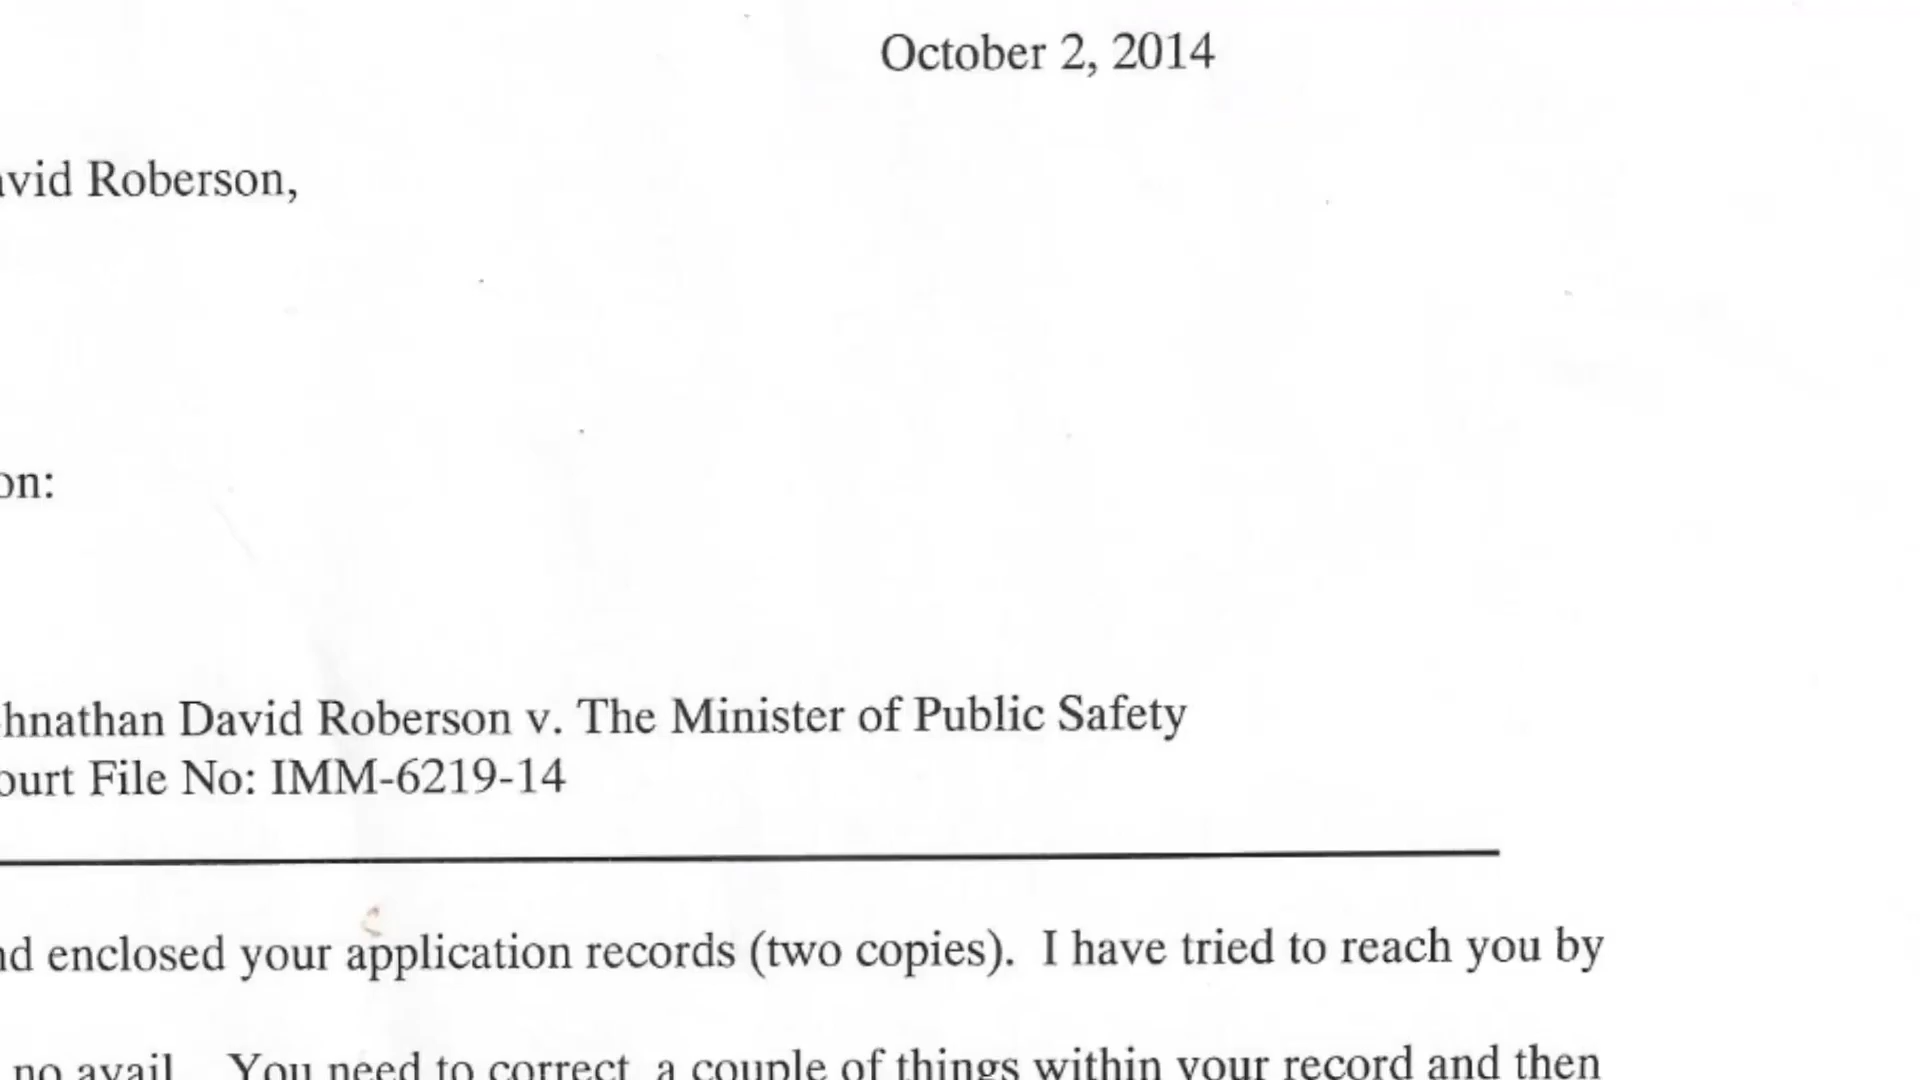 October 2, 2014
avid Roberson,
on:
hnathan David Roberson v. The Minister of Public Safety
ourt File No: IMM-6219-14
nd enclosed your application records (two copies). I have tried to reach you by
no avail. You need to correct a couple of things within your record and then